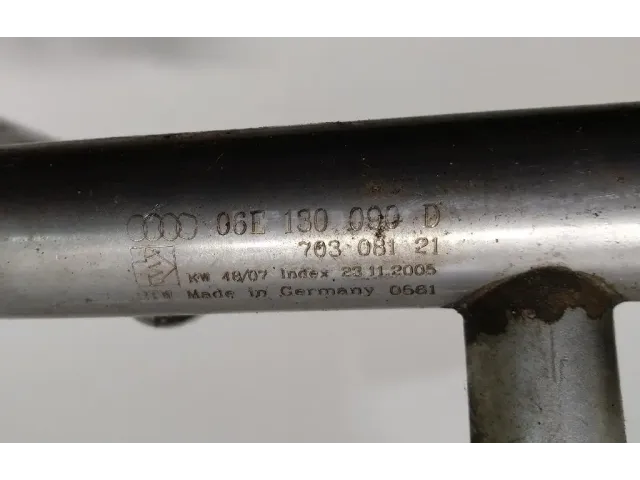 06E 130 090 D
703 081 21
KW 48/07 Index 23.11.2005
Made in Germany 0561